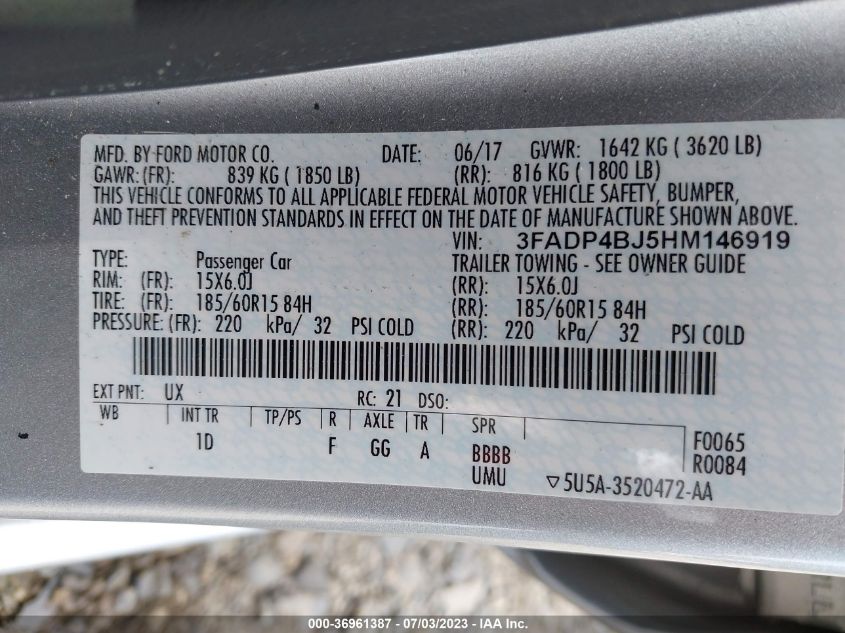 MFD. BY FORD MOTOR CO. DATE: 06/17 GVWR: 1642 KG ( 3620 LB)
GAWR: (FR): 839 KG ( 1850 LB) (RR): 816 KG ( 1800 LB)
THIS VEHICLE CONFORMS TO ALL APPLICABLE FEDERAL MOTOR VEHICLE SAFETY, BUMPER,
AND THEFT PREVENTION STANDARDS IN EFFECT ON THE DATE OF MANUFACTURE SHOWN ABOVE.
VIN: 3FADP4BJ5HM146919
TYPE: Passenger Car TRAILER TOWING - SEE OWNER GUIDE
RIM: (FR): 15X6.0J (RR): 15X6.0J
TIRE: (FR): 185/60R15 84H (RR): 185/60R15 84H
PRESSURE: (FR): 220 kPa/ 32 PSI COLD (RR): 220 kPa/ 32 PSI COLD
EXT PNT: UX RC: 21 DSO:
WB INT TR TP/PS R AXLE TR SPR
1D F GG A BBBB F0065
UMU R0084
▽5U5A-3520472-AA
000-36961387 - 07/03/2023 - IAA Inc.